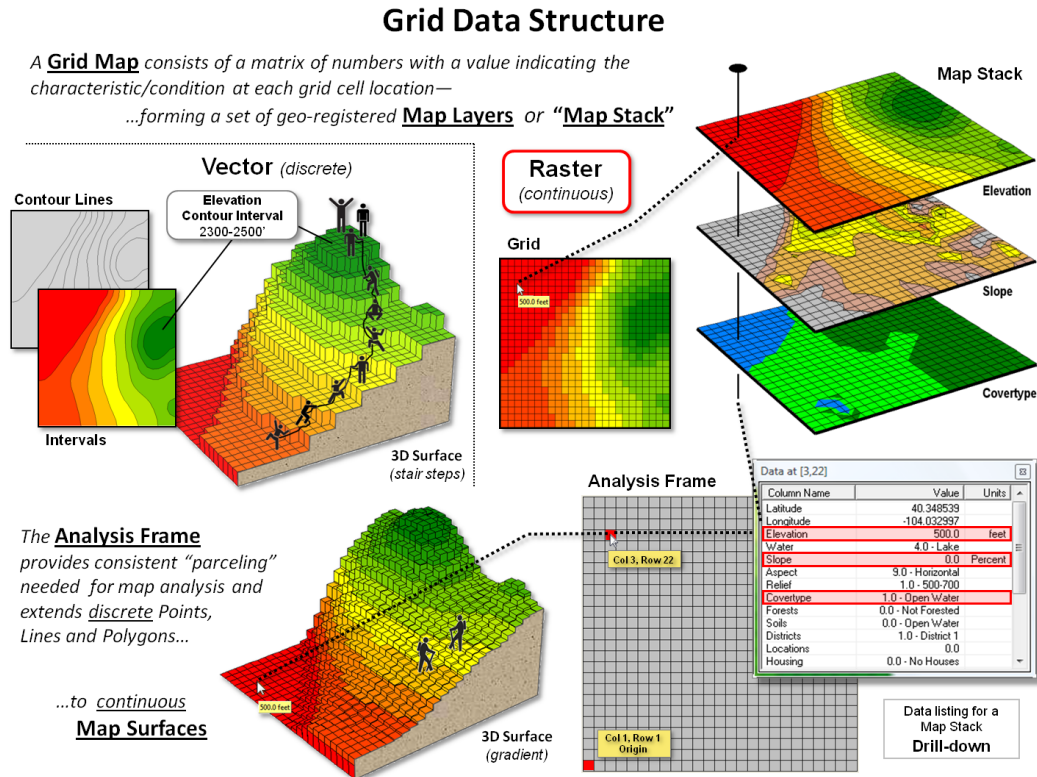 Grid Data Structure
A Grid Map consists of a matrix of numbers with a value indicating the
characteristic/condition at each grid cell location—
...forming a set of geo-registered Map Layers or “Map Stack”
Map Stack
Elevation
Slope
Covertype
Vector (discrete)
Contour Lines
Elevation
Contour Interval
2300-2500’
Intervals
3D Surface
(stair steps)
Raster
(continuous)
Grid
500.0 feet
The Analysis Frame
provides consistent “parceling”
needed for map analysis and
extends discrete Points,
Lines and Polygons...
...to continuous
Map Surfaces
500.0 feet
3D Surface
(gradient)
Analysis Frame
Col 3, Row 22
Col 1, Row 1
Origin
Data at [3,22]
Column Name Value Units
Latitude 40.348539
Longitude -104.032997
Elevation 500.0 feet
Water 4.0 - Lake
Slope 0.0 Percent
Aspect 9.0 - Horizontal
Relief 1.0 - 500-700
Covertype 1.0 - Open Water
Forests 0.0 - Not Forested
Soils 0.0 - Open Water
Districts 1.0 - District 1
Locations 0.0
Housing 0.0 - No Houses
Data listing for a
Map Stack
Drill-down